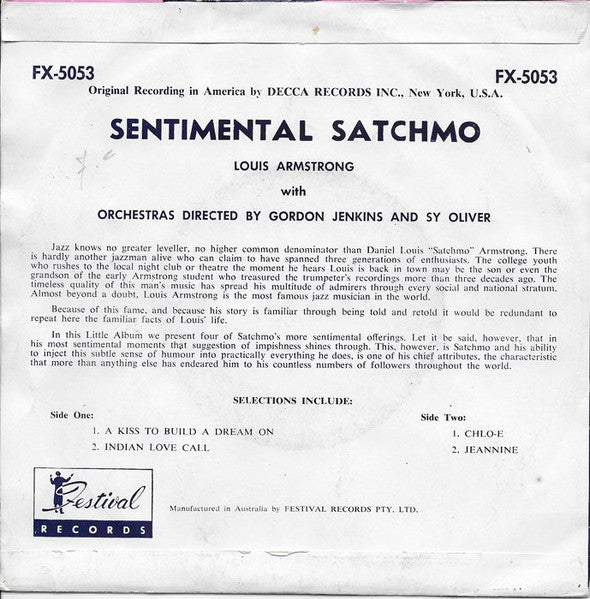 FX-5053
FX-5053
Original Recording in America by DECCA RECORDS INC., New York, U.S.A.
SENTIMENTAL SATCHMO
LOUIS ARMSTRONG
with
ORCHESTRAS DIRECTED BY GORDON JENKINS AND SY OLIVER
Jazz knows no greater leveller, no higher common denominator than Daniel Louis "Satchmo" Armstrong. There
is hardly another jazzman alive who can claim to have spanned three generations of enthusiasts. The college youth
who rushes to the local night club or theatre the moment he hears Louis is back in town may be the son or even the
grandson of the early Armstrong student who treasured the trumpeter's recordings more than three decades ago. The
timeless quality of this man's music has spread his multitude of admirers through every social and national stratum.
Almost beyond a doubt, Louis Armstrong is the most famous jazz musician in the world.
Because of this fame, and because his story is familiar through being told and retold it would be redundant to
repeat here the familiar facts of Louis' life.
In this Little Album we present four of Satchmo's more sentimental offerings. Let it be said, however, that in
his most sentimental moments that suggestion of impishness shines through. This, however, is Satchmo and his ability
to inject this subtle sense of humour into practically everything he does, is one of his chief attributes, the characteristic
that more than anything else has endeared him to his countless numbers of followers throughout the world.
SELECTIONS INCLUDE:
Side One:
1. A KISS TO BUILD A DREAM ON
2. INDIAN LOVE CALL
Side Two:
1. CHLO-E
2. JEANNINE
Festival
RECORDS
Manufactured in Australia by FESTIVAL RECORDS PTY. LTD.